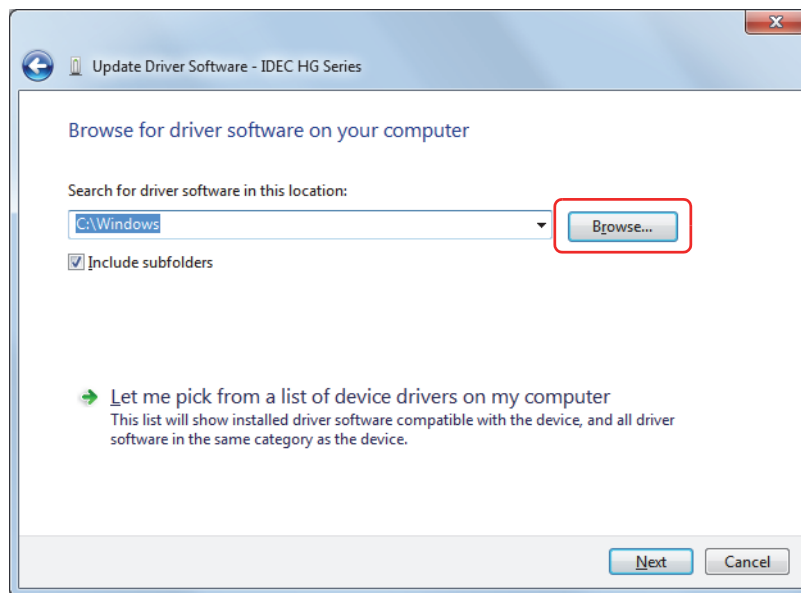 Update Driver Software - IDEC HG Series
Browse for driver software on your computer
Search for driver software in this location:
C:\Windows
Browse...
Include subfolders
Let me pick from a list of device drivers on my computer
This list will show installed driver software compatible with the device, and all driver
software in the same category as the device.
Next
Cancel